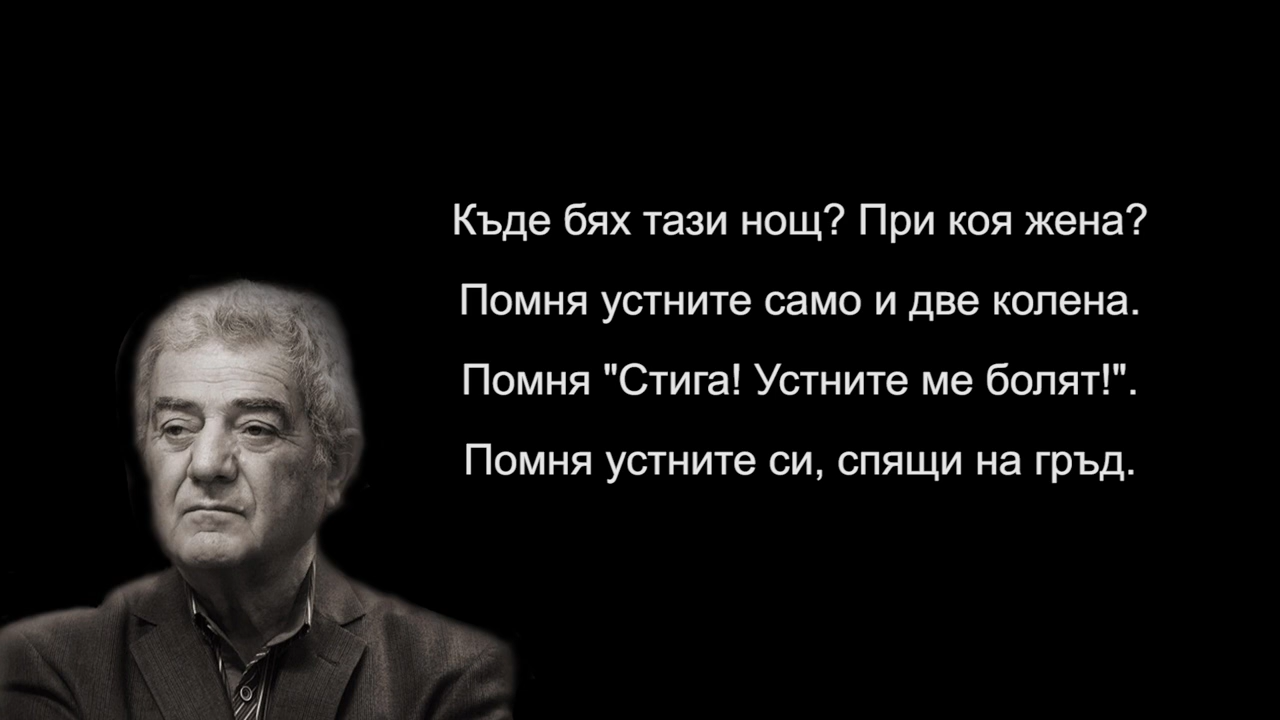 Къде бях тази нощ? При коя жена?
Помня устните само и две колена.
Помня "Стига! Устните ме болят!".
Помня устните си, спящи на гръд.